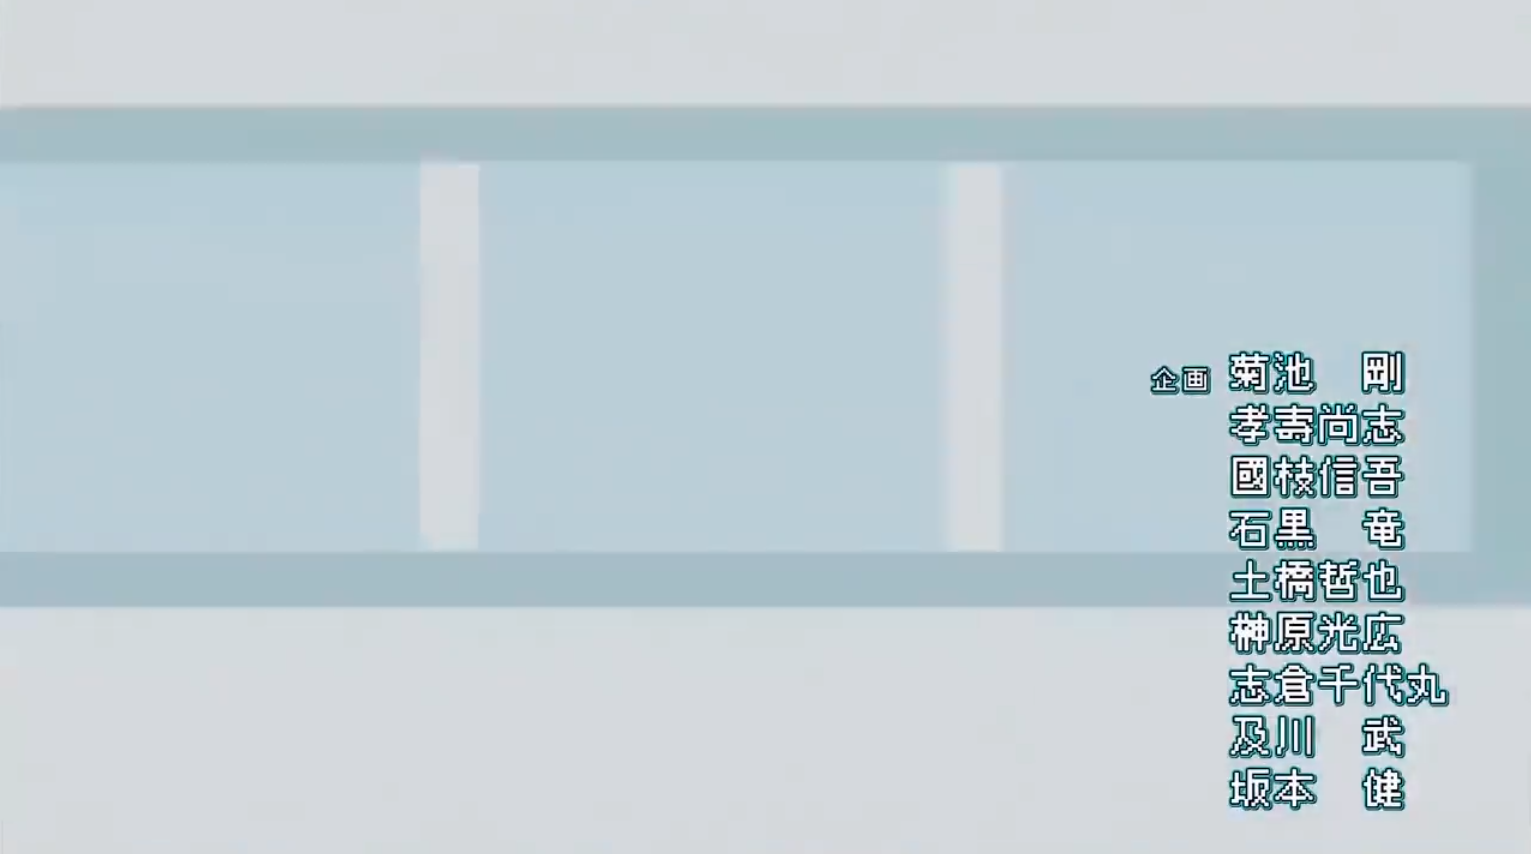 企画 菊池　剛
孝壽尚志
國枝信吾
石黒　竜
土橋哲也
榊原光広
志倉千代丸
及川　武
坂本　健